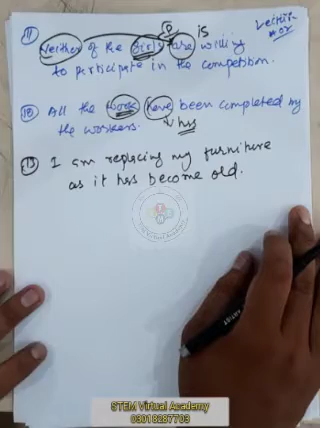 is
11 Neither of the girls are willing
to participate in the competition.
neither
nor
12 All the work have been completed by
has
the workers.
13 I am replacing my furniture
as it has become old.
STEM Virtual Academy
03018287703